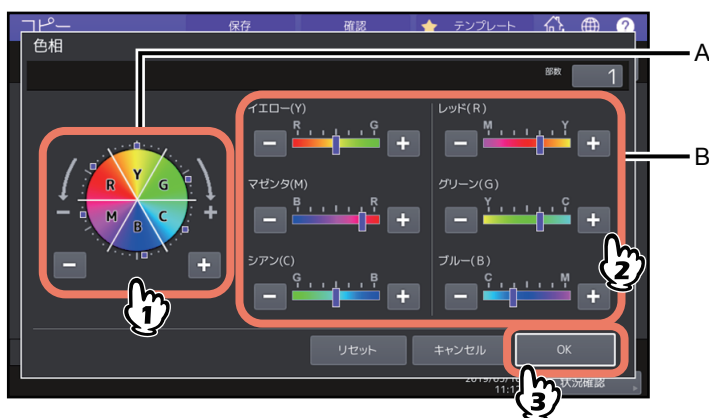 コピー 保存 確認 テンプレート ?
色相
A
部数 1
イエロー(Y)
R G
レッド(R)
M Y
B
Y
R G
M C
B
マゼンタ(M)
B R
グリーン(G)
Y C
2
シアン(C)
G B
ブルー(B)
C M
1
リセット キャンセル OK
状況確認
3